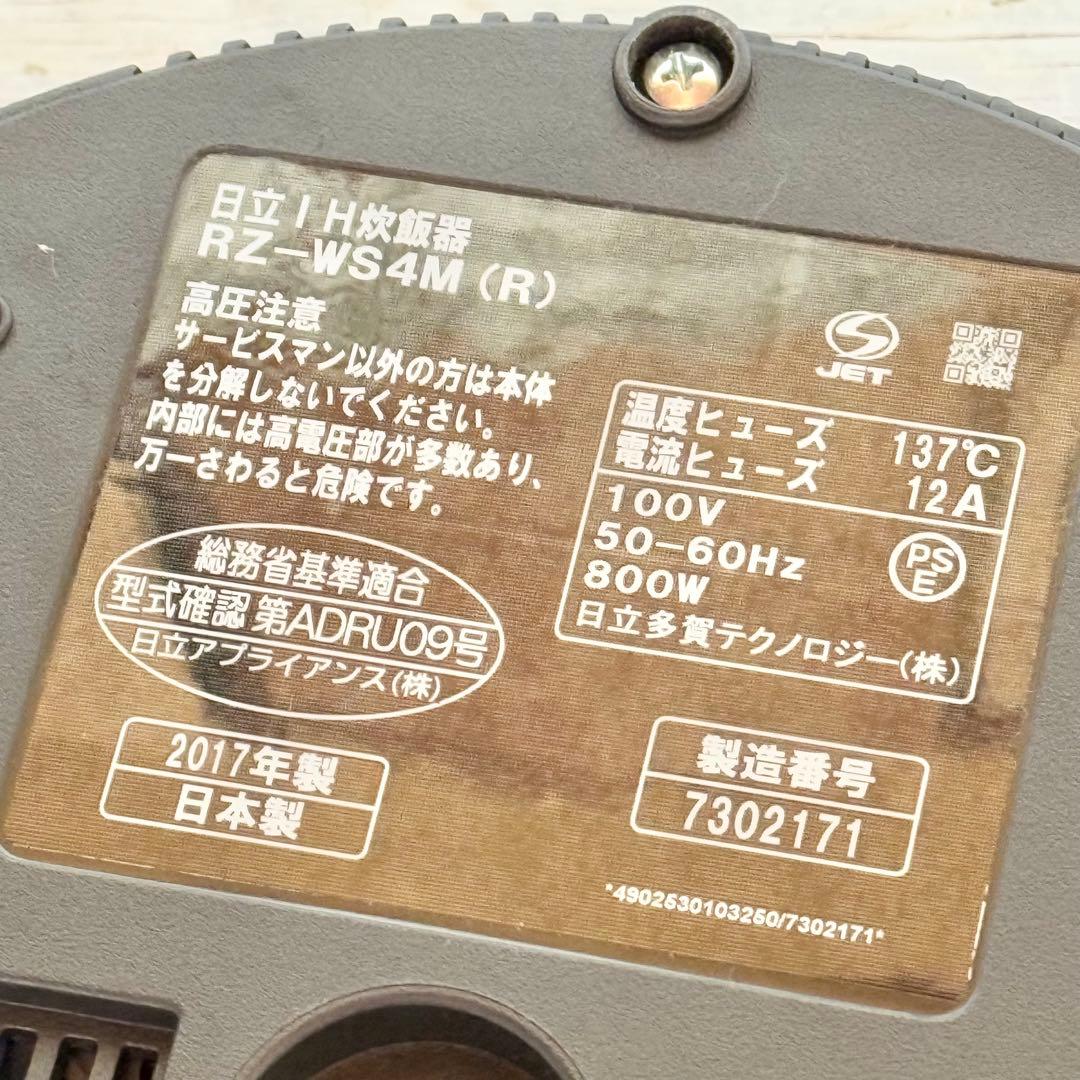 日立IH炊飯器
RZ-WS4M(R)
高圧注意
サービスマン以外の方は本体
を分解しないでください。
内部には高電圧部が多数あり、
万一さわると危険です。
JET
温度ヒューズ 137℃
電流ヒューズ 12A
100V
50-60Hz
800W
PS
E
日立多賀テクノロジー(株)
総務省基準適合
型式確認 第ADRU09号
日立アプライアンス(株)
2017年製
日本製
製造番号
7302171
*4902530103250/7302171*